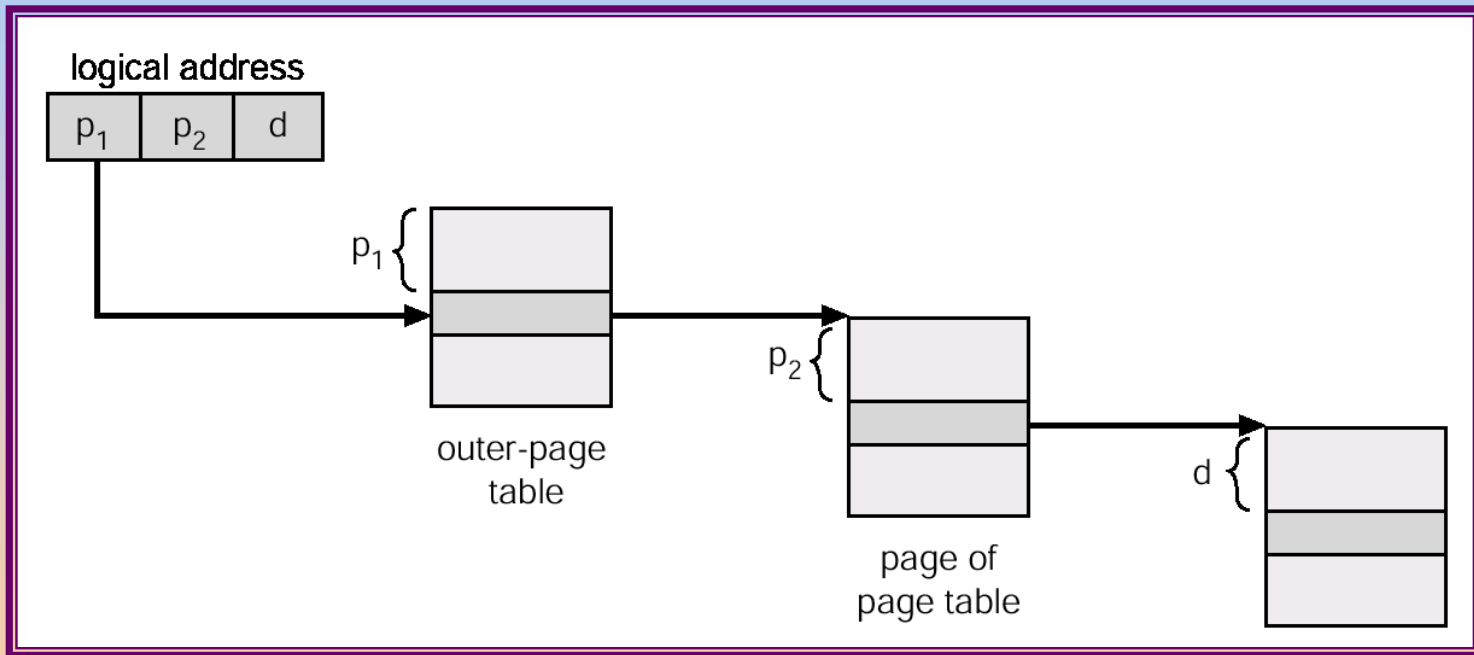 logical address
p₁ p₂ d
p₁
outer-page
table
p₂
page of
page table
d